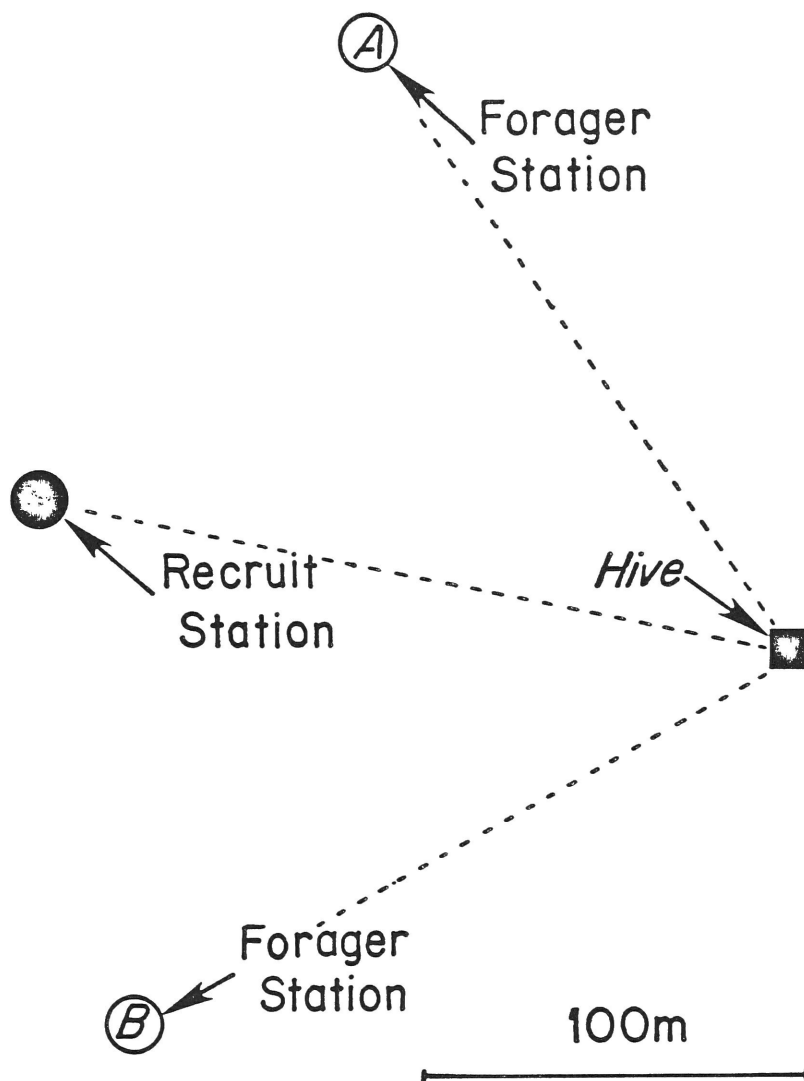 A
Forager
Station
Recruit
Station
Hive
Forager
Station
B
100m